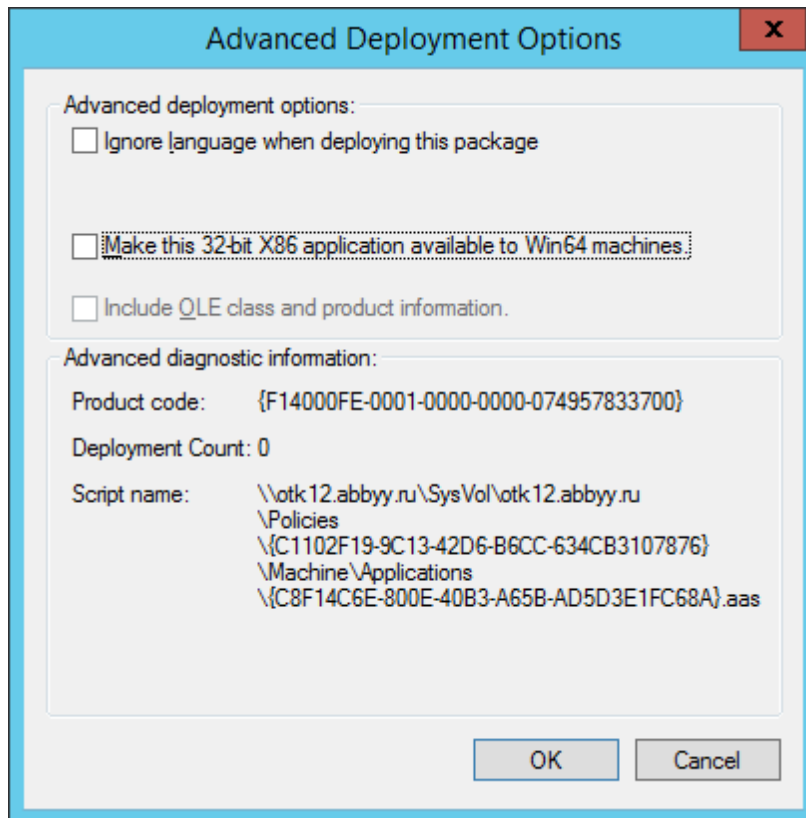 Advanced Deployment Options
x
Advanced deployment options:
Ignore language when deploying this package
Make this 32-bit X86 application available to Win64 machines.
Include OLE class and product information.
Advanced diagnostic information:
Product code: {F14000FE-0001-0000-0000-074957833700}
Deployment Count: 0
Script name: \\otk12.abbyy.ru\SysVol\otk12.abbyy.ru
\Policies
\{C1102F19-9C13-42D6-B6CC-634CB3107876}
\Machine\Applications
\{C8F14C6E-800E-40B3-A65B-AD5D3E1FC68A}.aas
OK Cancel